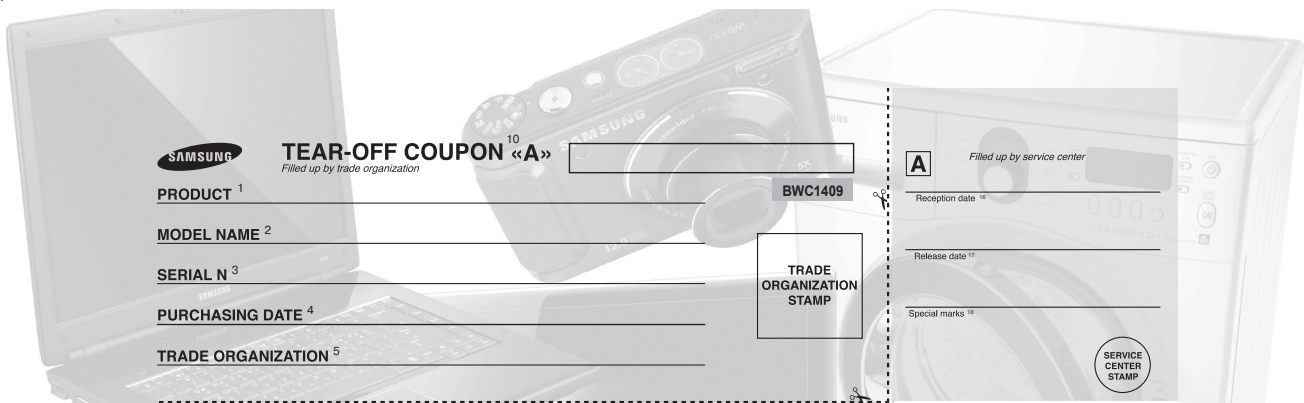 SAMSUNG
TEAR-OFF COUPON 10 «A»
Filled up by trade organization
BWC1409
PRODUCT 1
MODEL NAME 2
SERIAL N 3
PURCHASING DATE 4
TRADE ORGANIZATION 5
TRADE
ORGANIZATION
STAMP
A
Filled up by service center
Reception date 16
Release date 17
Special marks 18
SERVICE
CENTER
STAMP
SAMSUNG
SAMSUNG